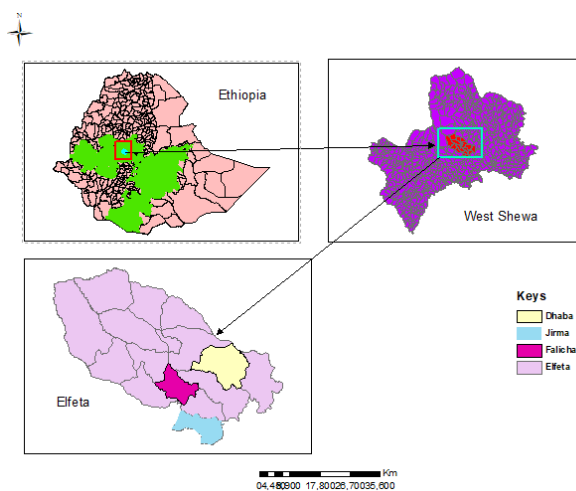 N
Ethiopia
West Shewa
Elfeta
Keys
Dhaba
Jirma
Falicha
Elfeta
Km